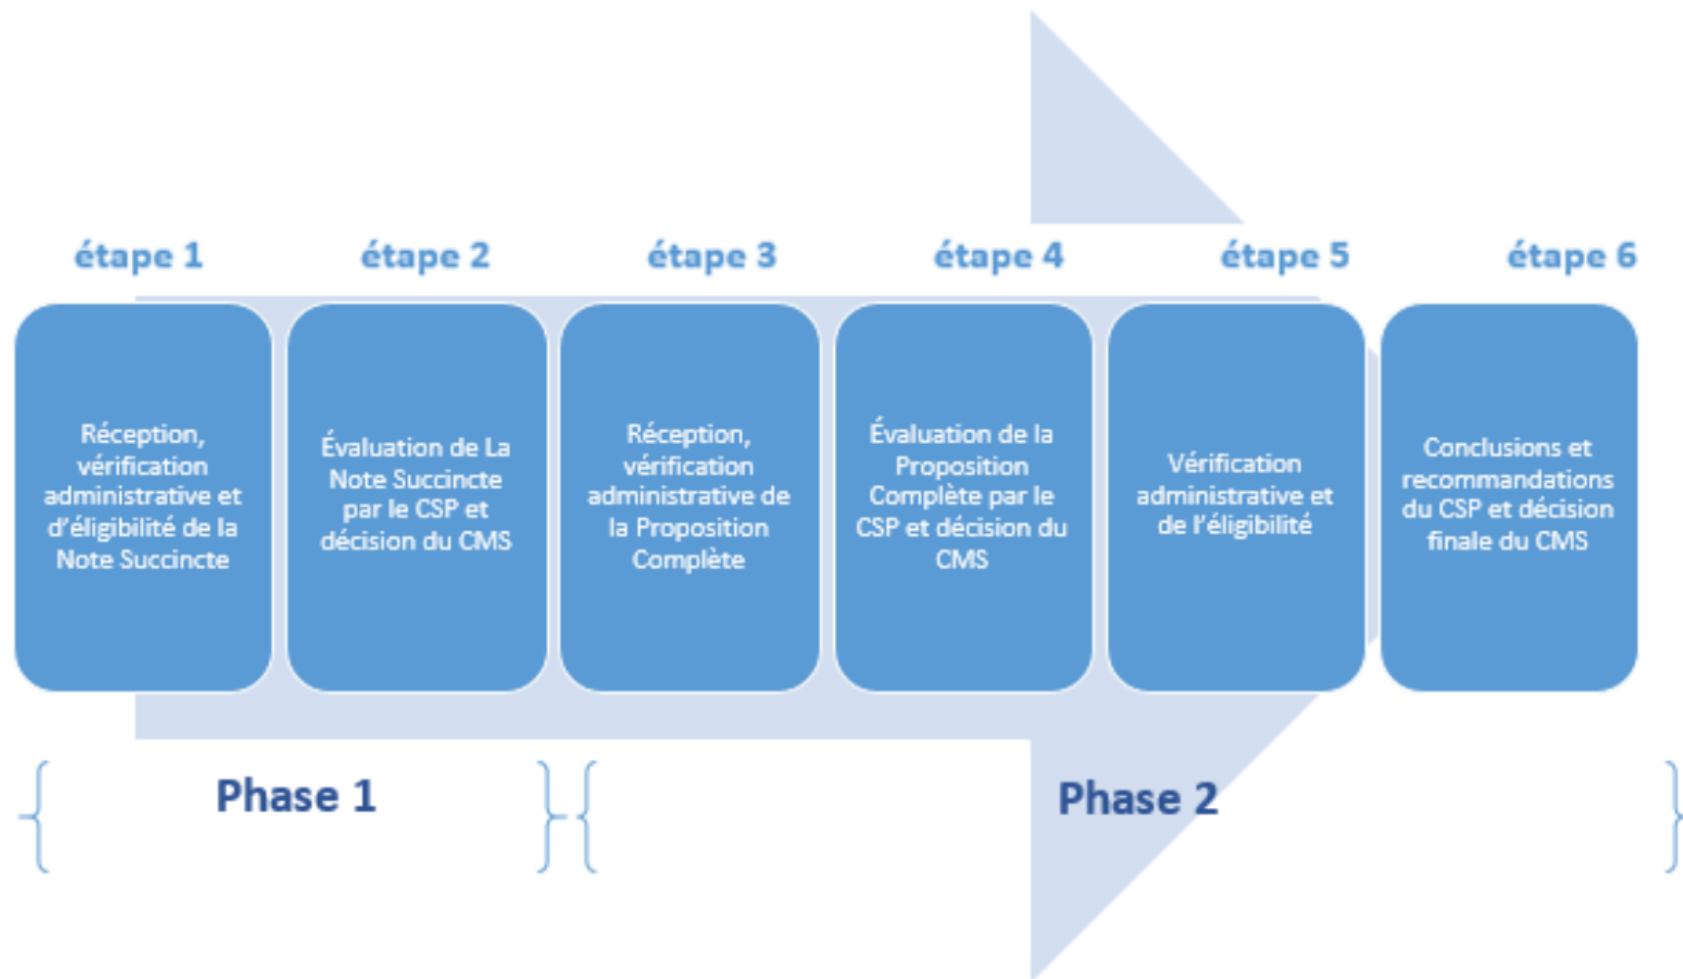 étape 1
étape 2
étape 3
étape 4
étape 5
étape 6
Réception,
vérification
administrative et
d'éligibilité de la
Note Succincte
Évaluation de La
Note Succincte
par le CSP et
décision du CMS
Réception,
vérification
administrative de
la Proposition
Complète
Évaluation de la
Proposition
Complète par le
CSP et décision du
CMS
Vérification
administrative et
de l'éligibilité
Conclusions et
recommandations
du CSP et décision
finale du CMS
Phase 1
Phase 2